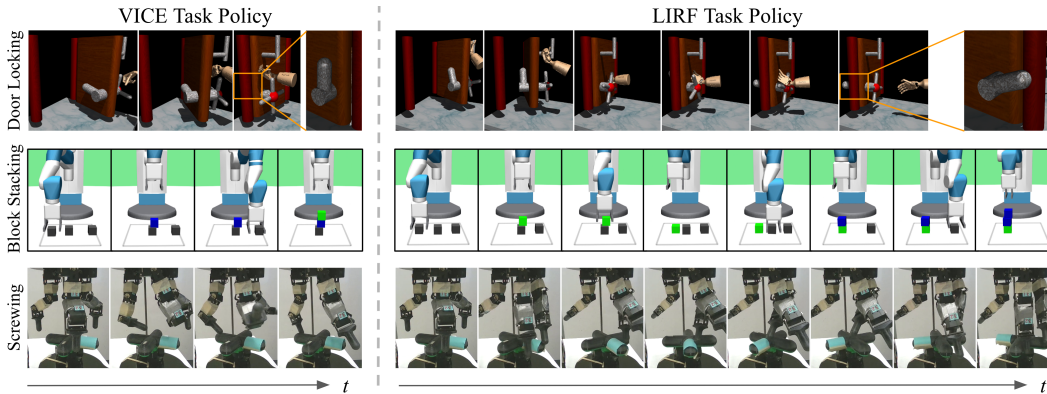 VICE Task Policy
LIRF Task Policy
Door Locking
Block Stacking
Screwing
t
t